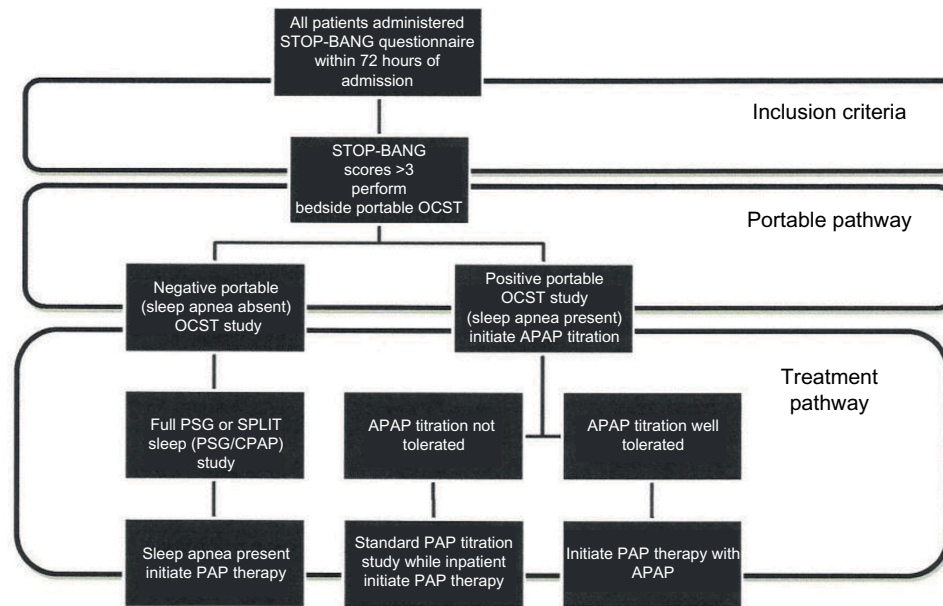 All patients administered
STOP-BANG questionnaire
within 72 hours of
admission
Inclusion criteria
STOP-BANG
scores >3
perform
bedside portable OCST
Portable pathway
Negative portable
(sleep apnea absent)
OCST study
Positive portable
OCST study
(sleep apnea present)
initiate APAP titration
Treatment
pathway
Full PSG or SPLIT
sleep (PSG/CPAP)
study
APAP titration not
tolerated
APAP titration well
tolerated
Sleep apnea present
initiate PAP therapy
Standard PAP titration
study while inpatient
initiate PAP therapy
Initiate PAP therapy with
APAP